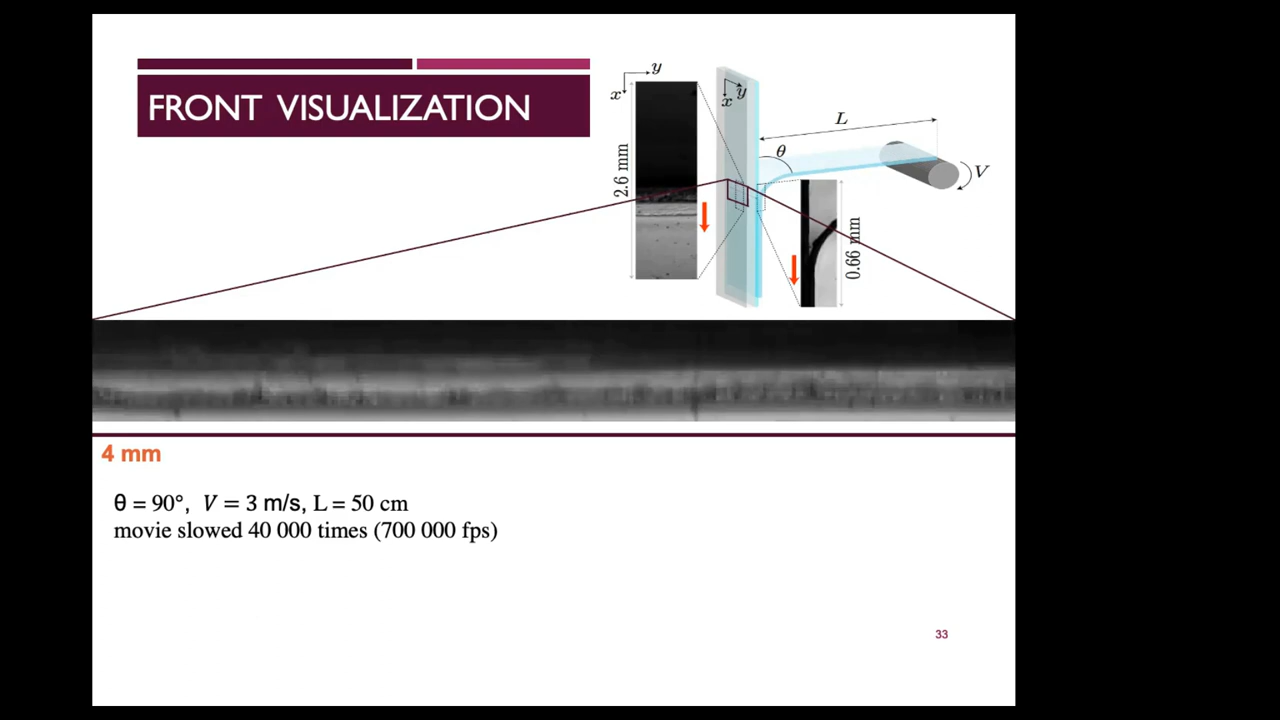 FRONT VISUALIZATION
y
x
2.6 mm
x
y
L
θ
V
0.66 mm
4 mm
θ = 90°, V = 3 m/s, L = 50 cm
movie slowed 40 000 times (700 000 fps)
33